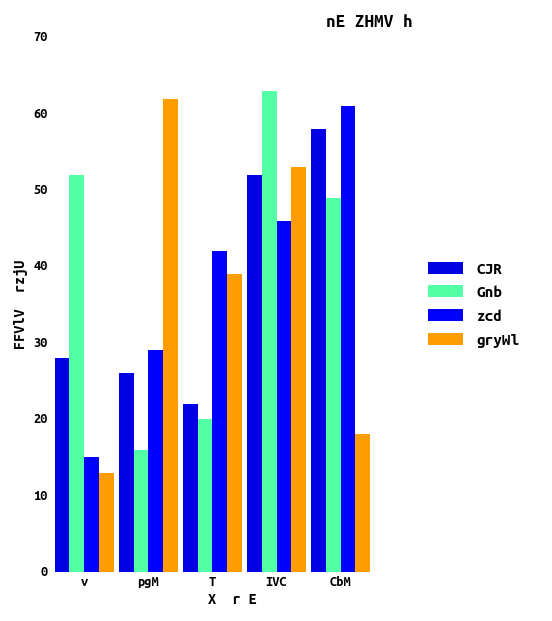 nE ZHMV h
70
60
50
40
30
20
10
0
FFVlV  rzjU
v pgM T IVC CbM
X  r E
CJR
Gnb
zcd
gryWl